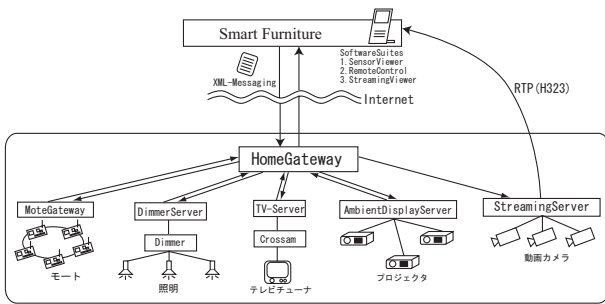 Smart Furniture
SoftwareSuites
1. SensorViewer
2. RemoteControl
3. StreamingViewer
XML-Messaging
Internet
RTP(H323)
HomeGateway
MoteGateway
DimmerServer
TV-Server
AmbientDisplayServer
StreamingServer
Dimmer
Crossam
モート
照明
テレビチューナ
プロジェクタ
動画カメラ